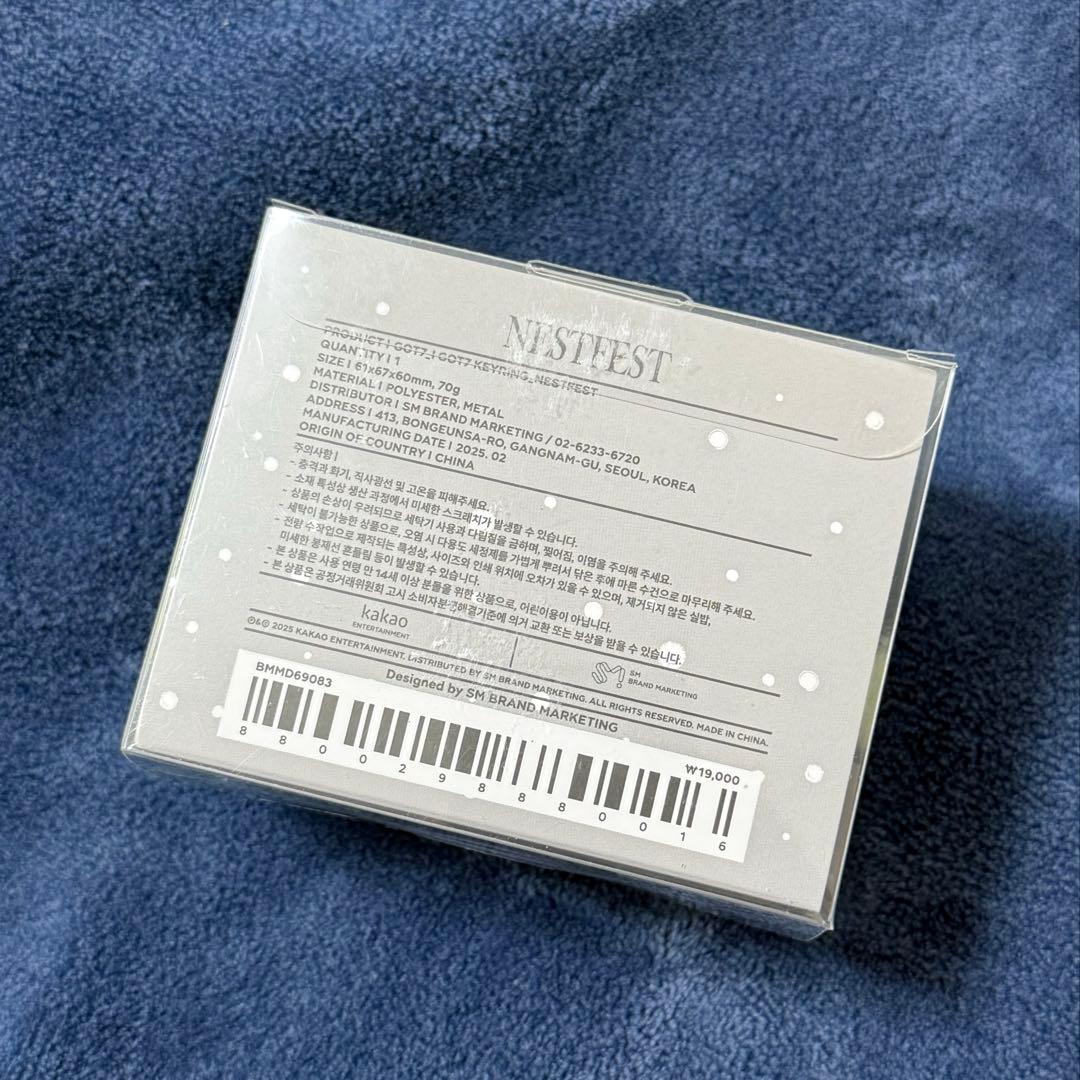 NESTFEST
PRODUCT I GOT7_I GOT7 KEYRING_NESTFEST
QUANTITY I 1
SIZE I 61x67x60mm, 70g
MATERIAL I POLYESTER, METAL
DISTRIBUTOR I SM BRAND MARKETING / 02-6233-6720
ADDRESS I 413, BONGEUNSA-RO, GANGNAM-GU, SEOUL, KOREA
MANUFACTURING DATE I 2025. 02
ORIGIN OF COUNTRY I CHINA
주의사항 I
- 충격과 화기, 직사광선 및 고온을 피해주세요.
- 소재 특성상 생산 과정에서 미세한 스크래치가 발생할 수 있습니다.
- 상품의 손상이 우려되므로 세탁기 사용과 다림질을 금하며, 찢어짐, 이염을 주의해 주세요.
- 세탁이 불가능한 상품으로, 오염 시 다용도 세정제를 가볍게 뿌려서 닦은 후에 마른 수건으로 마무리해 주세요.
- 전량 수작업으로 제작되는 특성상, 사이즈와 인쇄 위치에 오차가 있을 수 있으며, 제거되지 않은 실밥,
미세한 봉제선 흔들림 등이 발생할 수 있습니다.
- 본 상품은 사용 연령 만 14세 이상 분들을 위한 상품으로, 어린이용이 아닙니다.
- 본 상품은 공정거래위원회 고시 소비자분쟁해결기준에 의거 교환 또는 보상을 받을 수 있습니다.
kakao
ENTERTAINMENT
SM
BRAND MARKETING
℗&© 2025 KAKAO ENTERTAINMENT. DISTRIBUTED BY SM BRAND MARKETING. ALL RIGHTS RESERVED. MADE IN CHINA.
Designed by SM BRAND MARKETING
BMMD69083
₩19,000
8 800298 880016